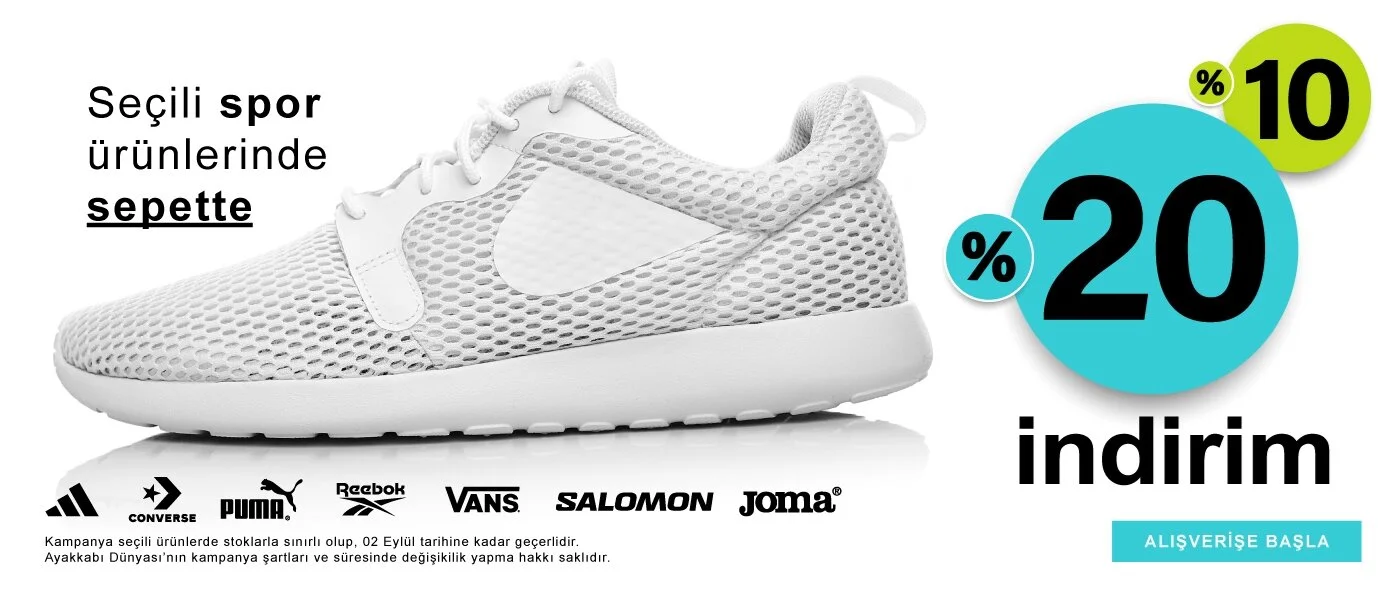 Seçili spor
ürünlerinde
sepette
% 10
% 20
indirim
CONVERSE
PUMA®
Reebok
VANS
SALOMON
Joma®
Kampanya seçili ürünlerde stoklarla sınırlı olup, 02 Eylül tarihine kadar geçerlidir.
Ayakkabı Dünyası'nın kampanya şartları ve süresinde değişikilik yapma hakkı saklıdır.
ALIŞVERİŞE BAŞLA